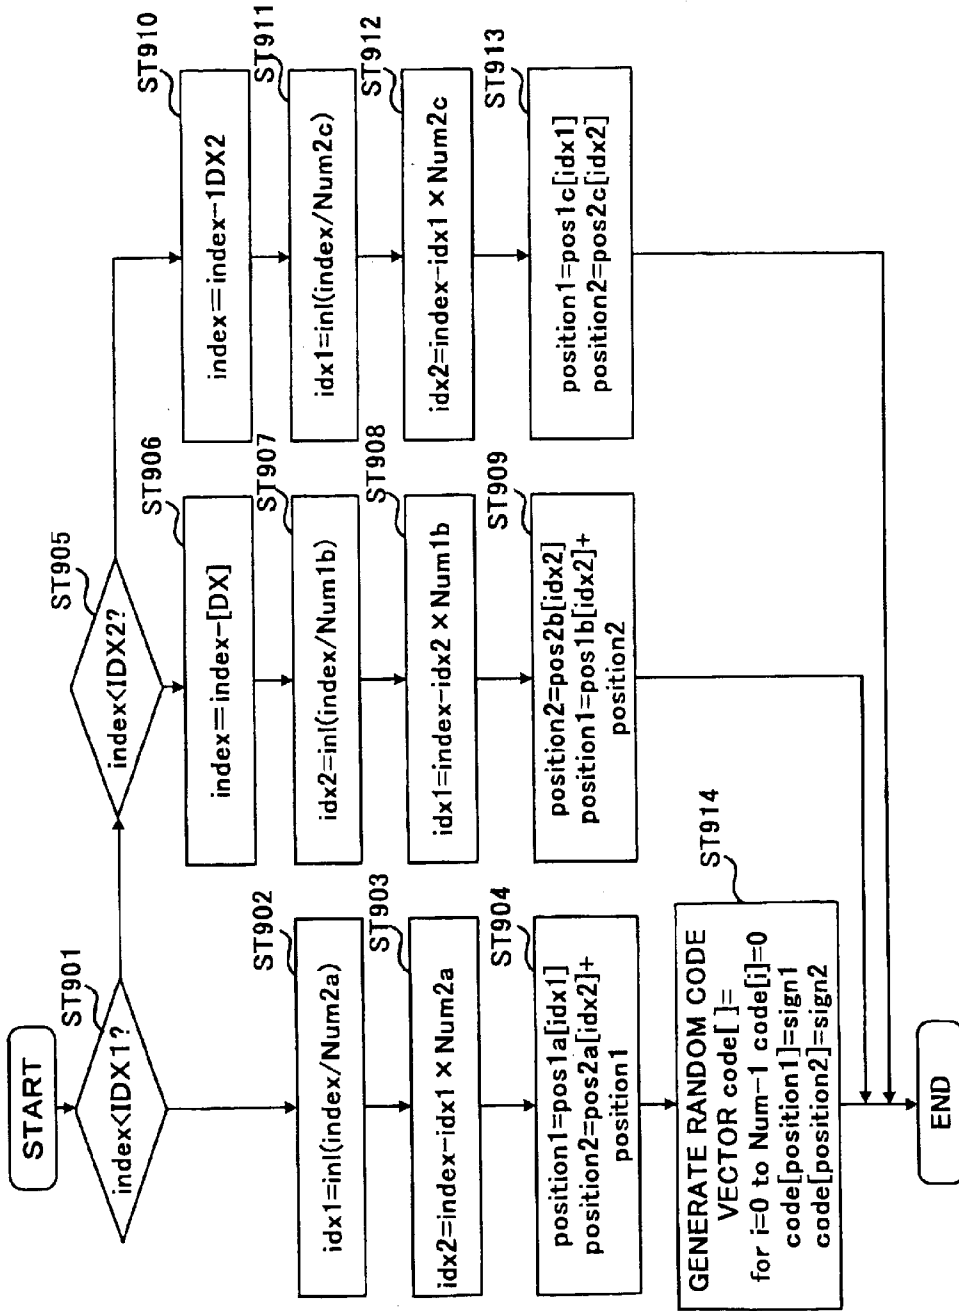 START
ST901
index<IDX1?
ST902
idx1=inl(index/Num2a)
ST903
idx2=index-idx1 × Num2a
ST904
position1=pos1a[idx1]
position2=pos2a[idx2]+
position1
ST905
index<IDX2?
ST906
index==index-[DX]
ST907
idx2=inl(index/Num1b)
ST908
idx1=index-idx2 × Num1b
ST909
position2=pos2b[idx2]
position1=pos1b[idx2]+
position2
ST910
index==index-1DX2
ST911
idx1=inl(index/Num2c)
ST912
idx2=index-idx1 × Num2c
ST913
position1=pos1c[idx1]
position2=pos2c[idx2]
ST914
GENERATE RANDOM CODE
VECTOR code[ ]=
for i=0 to Num-1 code[i]=0
code[position1]=sign1
code[position2]=sign2
END